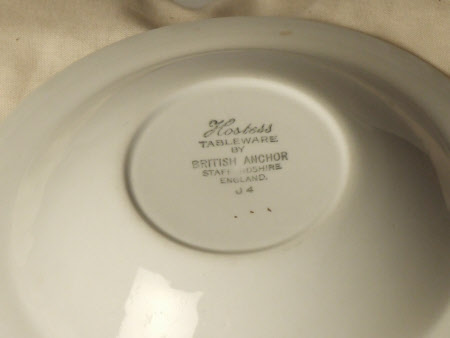 Hostess
TABLEWARE
BY
BRITISH ANCHOR
STAFFORDSHIRE
ENGLAND.
J 4